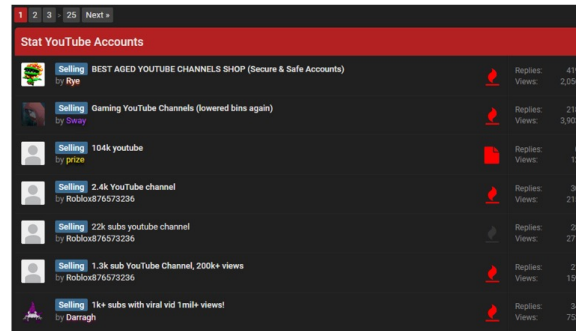 1 2 3 > 25 Next »
Stat YouTube Accounts
Selling BEST AGED YOUTUBE CHANNELS SHOP (Secure & Safe Accounts)
by Rye
Replies:
Views:
Selling Gaming YouTube Channels (lowered bins again)
by Sway
Replies:
Views:
Selling 104k youtube
by prize
Replies:
Views:
Selling 2.4k YouTube channel
by Roblox876573236
Replies:
Views:
Selling 22k subs youtube channel
by Roblox876573236
Replies:
Views:
Selling 1.3k sub YouTube Channel, 200k+ views
by Roblox876573236
Replies:
Views:
Selling 1k+ subs with viral vid 1mil+ views!
by Darragh
Replies:
Views: